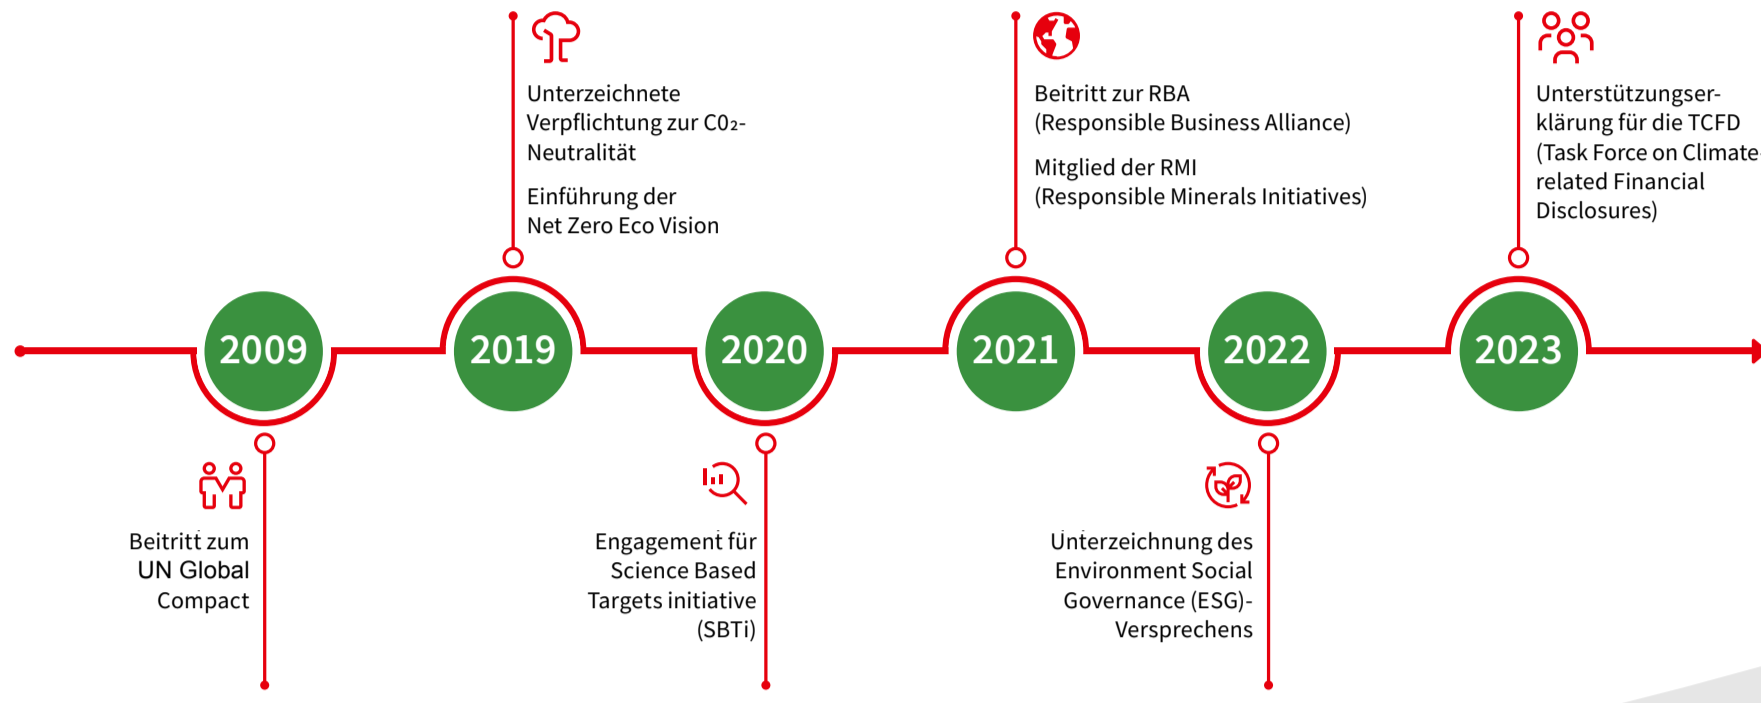 Unterzeichnete
Verpflichtung zur C0₂-
Neutralität
Einführung der
Net Zero Eco Vision
Beitritt zur RBA
(Responsible Business Alliance)
Mitglied der RMI
(Responsible Minerals Initiatives)
Unterstützungser-
klärung für die TCFD
(Task Force on Climate-
related Financial
Disclosures)
2009
2019
2020
2021
2022
2023
Beitritt zum
UN Global
Compact
Engagement für
Science Based
Targets initiative
(SBTi)
Unterzeichnung des
Environment Social
Governance (ESG)-
Versprechens